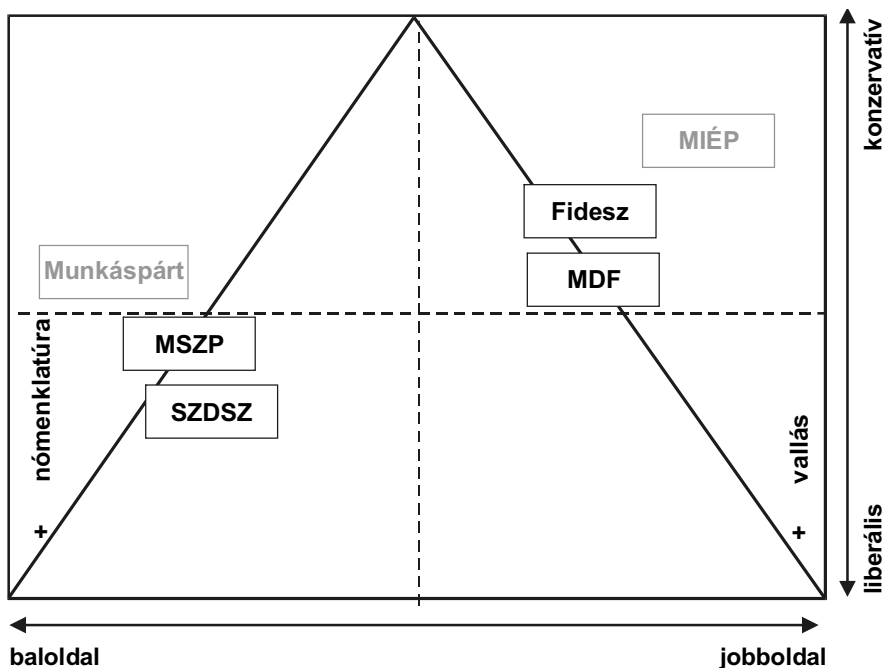 konzervatív
MIÉP
Fidesz
Munkáspárt
MDF
MSZP
SZDSZ
nómenklatúra
+
vallás
+
liberális
baloldal
jobboldal